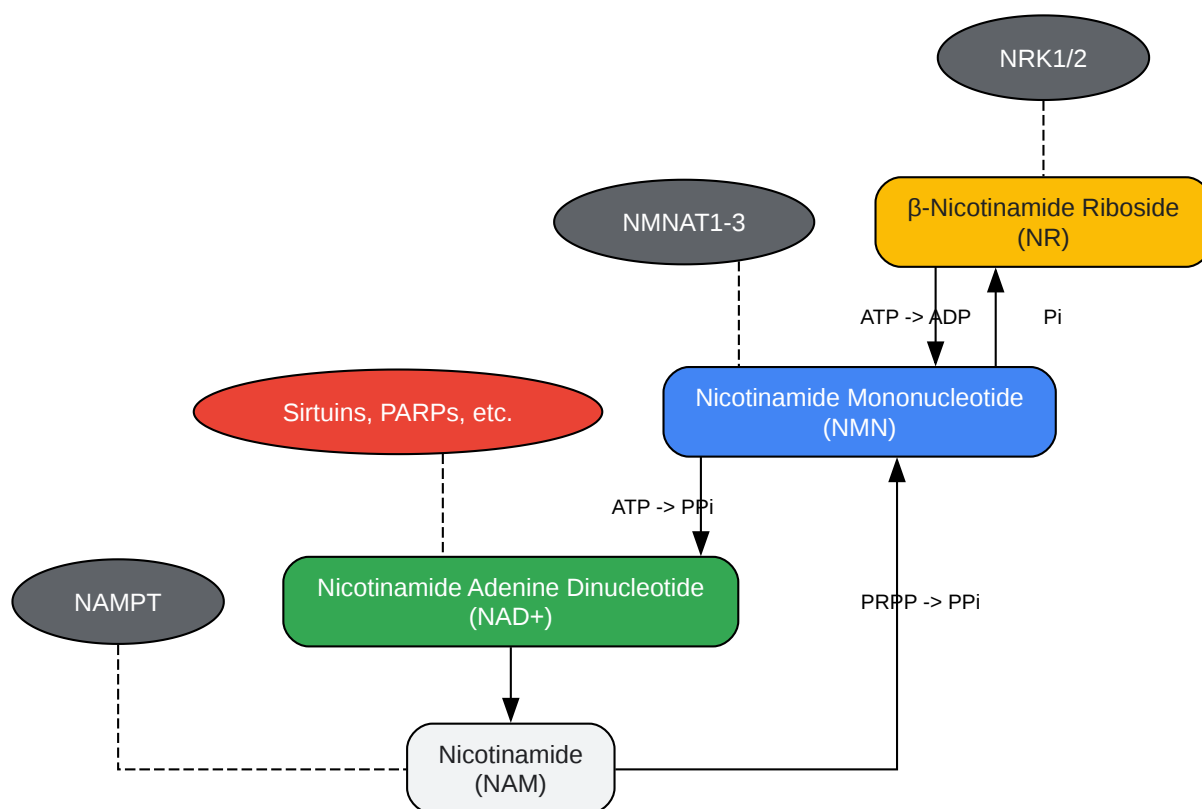 NRK1/2
β-Nicotinamide Riboside
(NR)
NMNAT1-3
ATP -> ADP
Pi
Nicotinamide Mononucleotide
(NMN)
Sirtuins, PARPs, etc.
ATP -> PPi
Nicotinamide Adenine Dinucleotide
(NAD+)
NAMPT
PRPP -> PPi
Nicotinamide
(NAM)